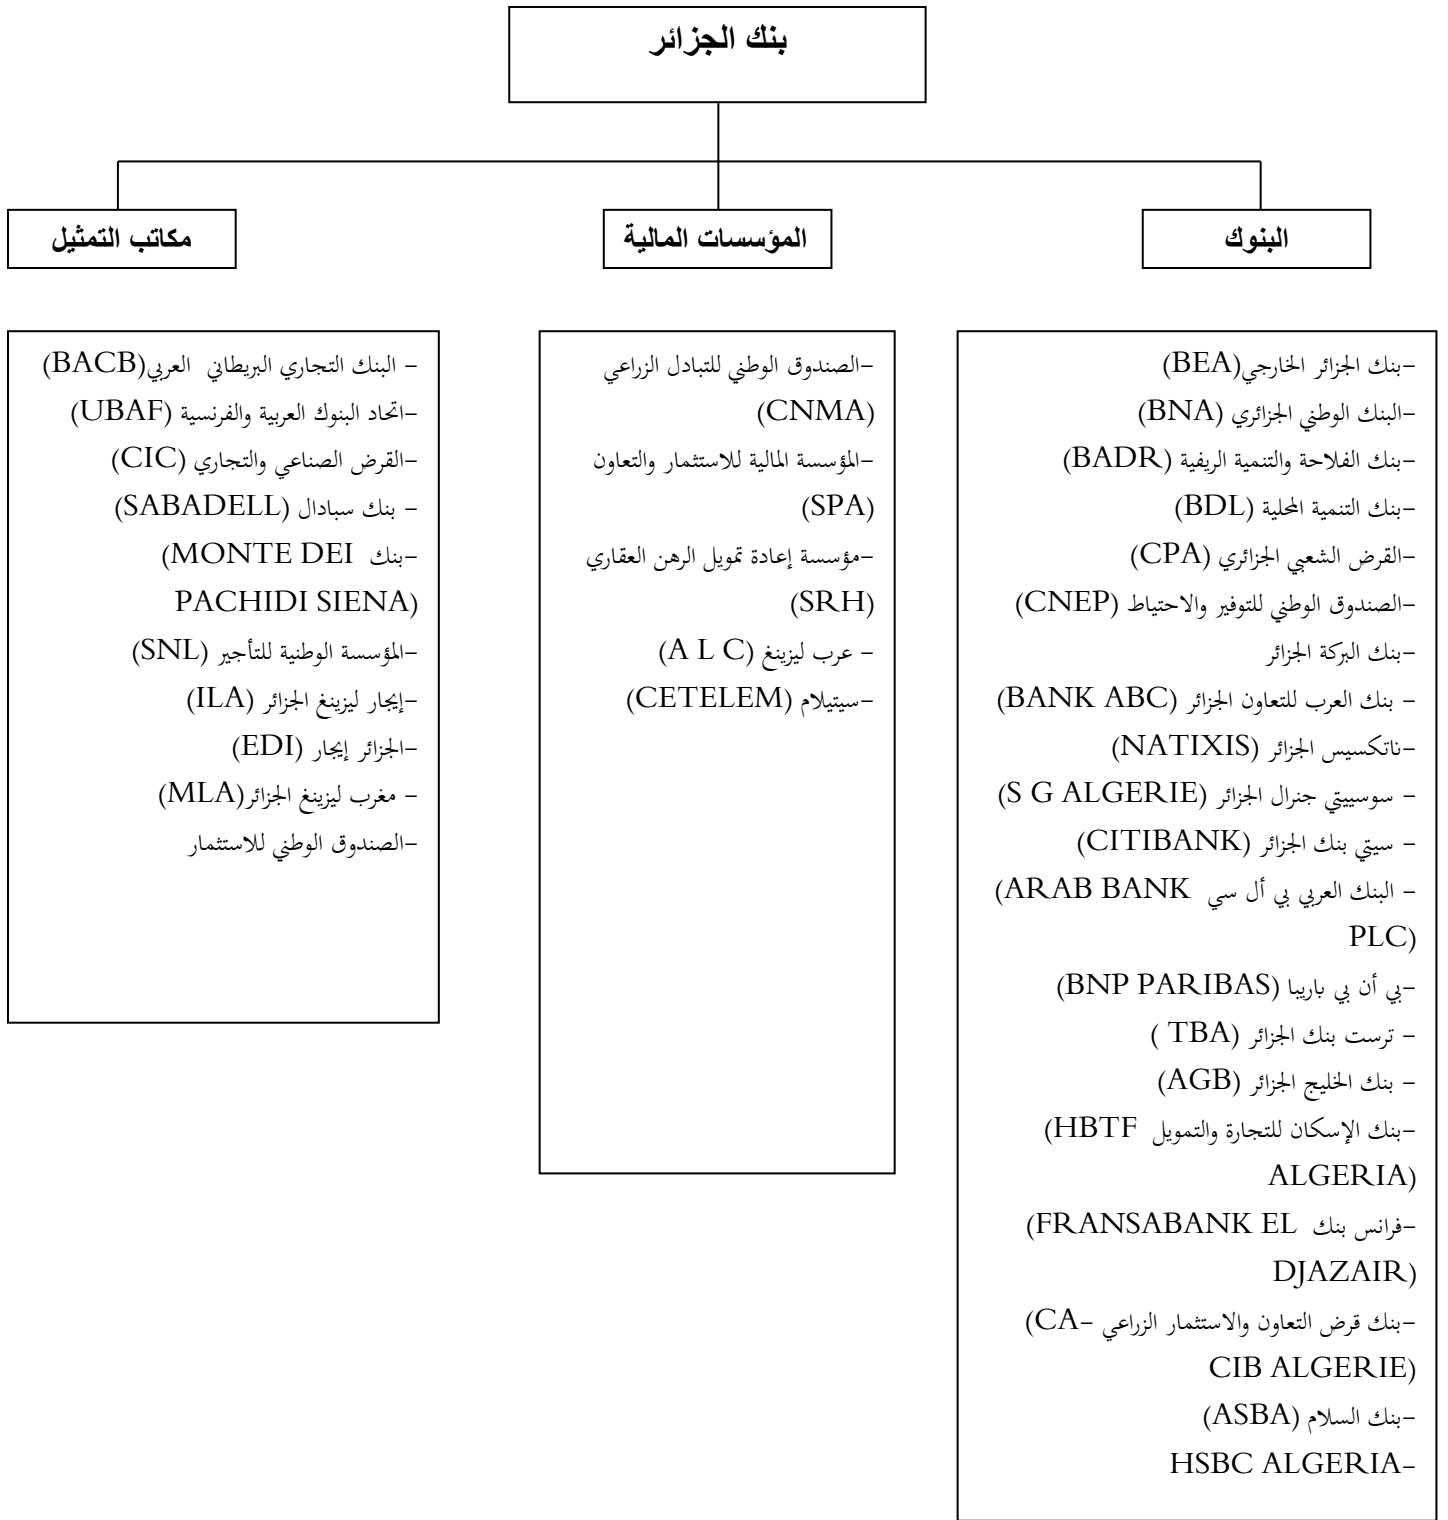 بنك الجزائر
البنوك
المؤسسات المالية
مكاتب التمثيل
-بنك الجزائر الخارجي(BEA)
-البنك الوطني الجزائري (BNA)
-بنك الفلاحة والتنمية الريفية (BADR)
-بنك التنمية المحلية (BDL)
-القرض الشعبي الجزائري (CPA)
-الصندوق الوطني للتوفير والاحتياط (CNEP)
-بنك البركة الجزائر
- بنك العرب للتعاون الجزائر (BANK ABC)
-ناتكسيس الجزائر (NATIXIS)
- سوسييتي جنرال الجزائر (S G ALGERIE)
- سيتي بنك الجزائر (CITIBANK)
- البنك العربي بي أل سي (ARAB BANK
PLC)
-بي أن بي باريبا (BNP PARIBAS)
- ترست بنك الجزائر (TBA )
- بنك الخليج الجزائر (AGB)
-بنك الإسكان للتجارة والتمويل (HBTF
ALGERIA)
-فرانس بنك (FRANSABANK EL
DJAZAIR)
-بنك قرض التعاون والاستثمار الزراعي (CA-
CIB ALGERIE)
-بنك السلام (ASBA)
HSBC ALGERIA-
-الصندوق الوطني للتبادل الزراعي
(CNMA)
-المؤسسة المالية للاستثمار والتعاون
(SPA)
-مؤسسة إعادة تمويل الرهن العقاري
(SRH)
- عرب ليزينغ (A L C)
-سيتيلام (CETELEM)
- البنك التجاري البريطاني العربي(BACB)
-اتحاد البنوك العربية والفرنسية (UBAF)
-القرض الصناعي والتجاري (CIC)
- بنك سبادال (SABADELL)
-بنك (MONTE DEI
PACHIDI SIENA)
-المؤسسة الوطنية للتأجير (SNL)
-إيجار ليزينغ الجزائر (ILA)
-الجزائر إيجار (EDI)
- مغرب ليزينغ الجزائر(MLA)
-الصندوق الوطني للاستثمار